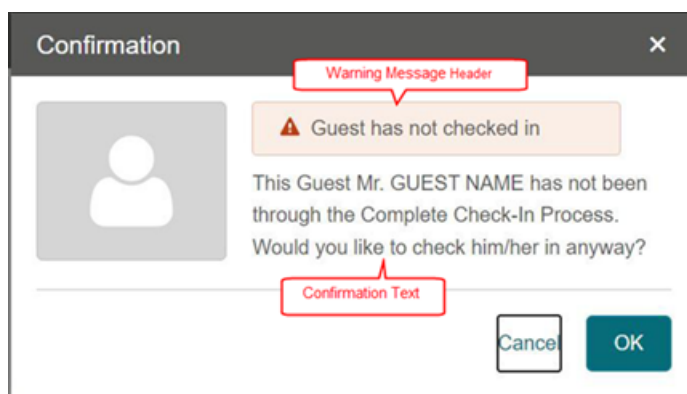 Confirmation
Warning Message Header
Guest has not checked in
This Guest Mr. GUEST NAME has not been
through the Complete Check-In Process.
Would you like to check him/her in anyway?
Confirmation Text
Cancel
OK